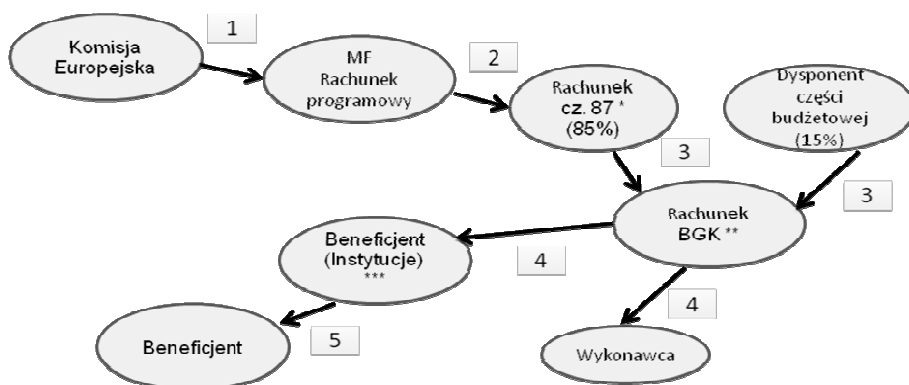 1
Komisja
Europejska
MF
Rachunek
programowy
2
Rachunek
cz. 87 *
(85%)
Dysponent
części
budżetowej
(15%)
3
3
Rachunek
BGK **
Beneficjent
(Instytucje)
***
4
4
5
Beneficjent
Wykonawca